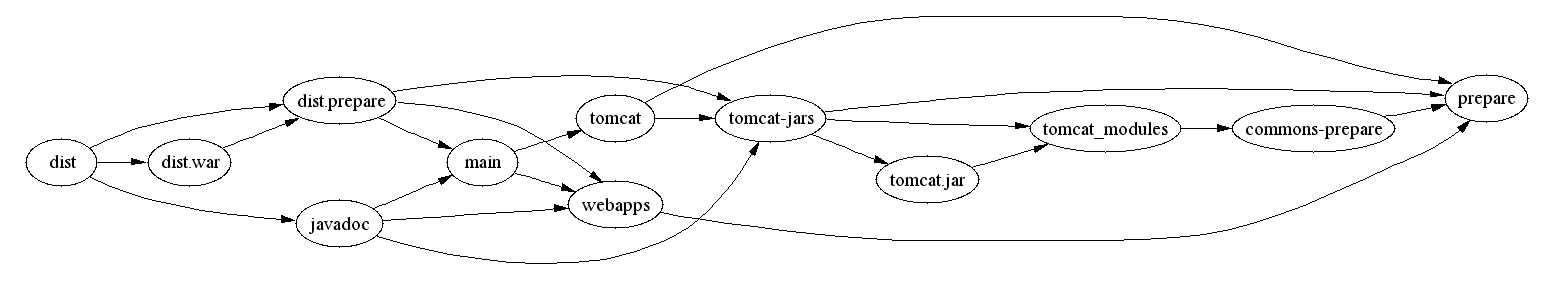 dist
dist.war
dist.prepare
javadoc
main
tomcat
webapps
tomcat-jars
tomcat.jar
tomcat_modules
commons-prepare
prepare